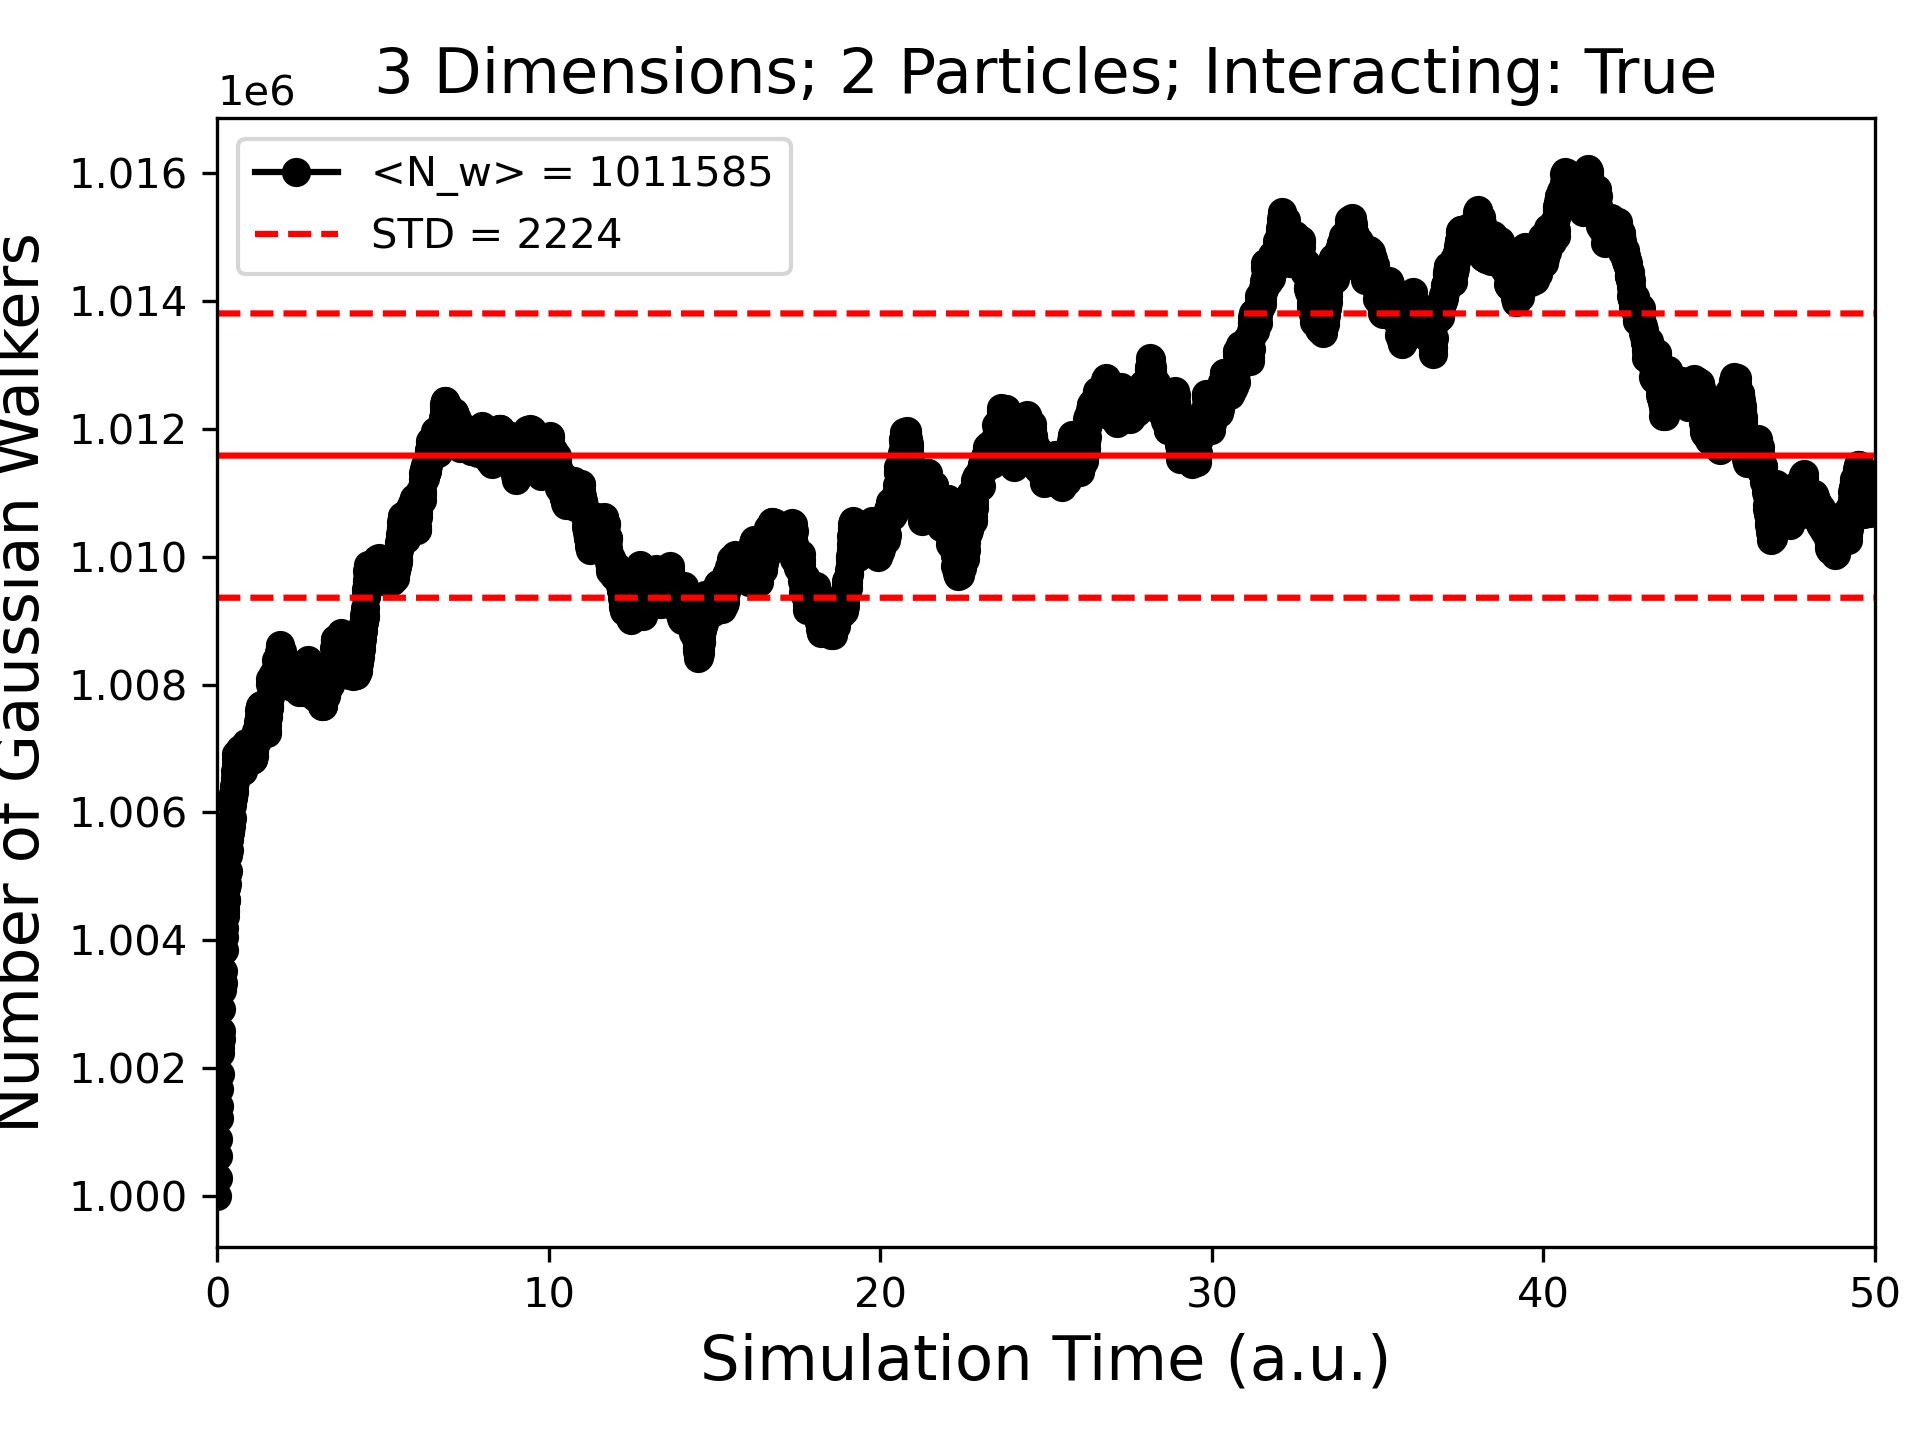 3 Dimensions; 2 Particles; Interacting: True
1e6
<N_w> = 1011585
STD = 2224
Number of Gaussian Walkers
1.016
1.014
1.012
1.010
1.008
1.006
1.004
1.002
1.000
0 10 20 30 40 50
Simulation Time (a.u.)